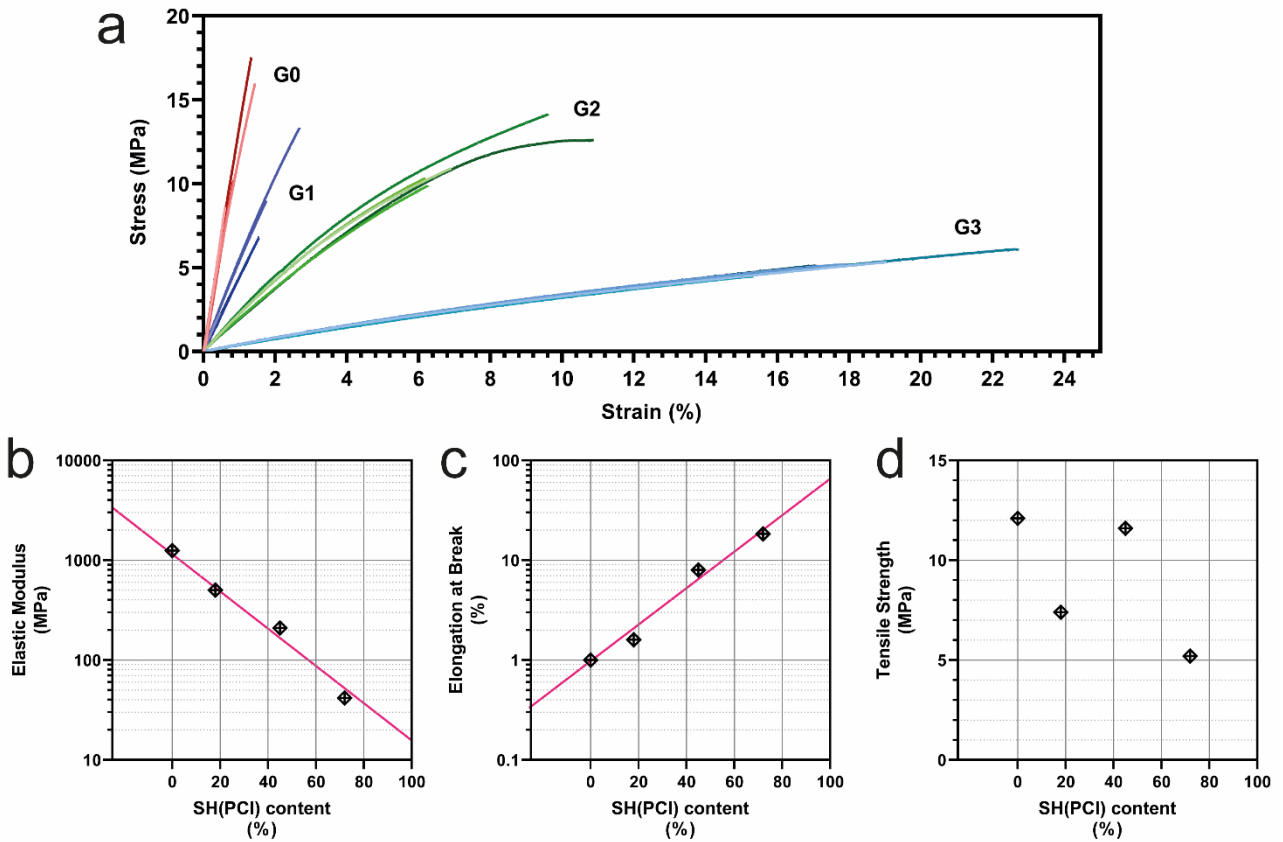 a
20
15
10
5
0
Stress (MPa)
G0
G1
G2
G3
0 2 4 6 8 10 12 14 16 18 20 22 24
Strain (%)
b
10000
1000
100
10
Elastic Modulus
(MPa)
0 20 40 60 80 100
SH(PCl) content
(%)
c
100
10
1
0.1
Elongation at Break
(%)
0 20 40 60 80 100
SH(PCl) content
(%)
d
15
10
5
0
Tensile Strength
(MPa)
0 20 40 60 80 100
SH(PCl) content
(%)